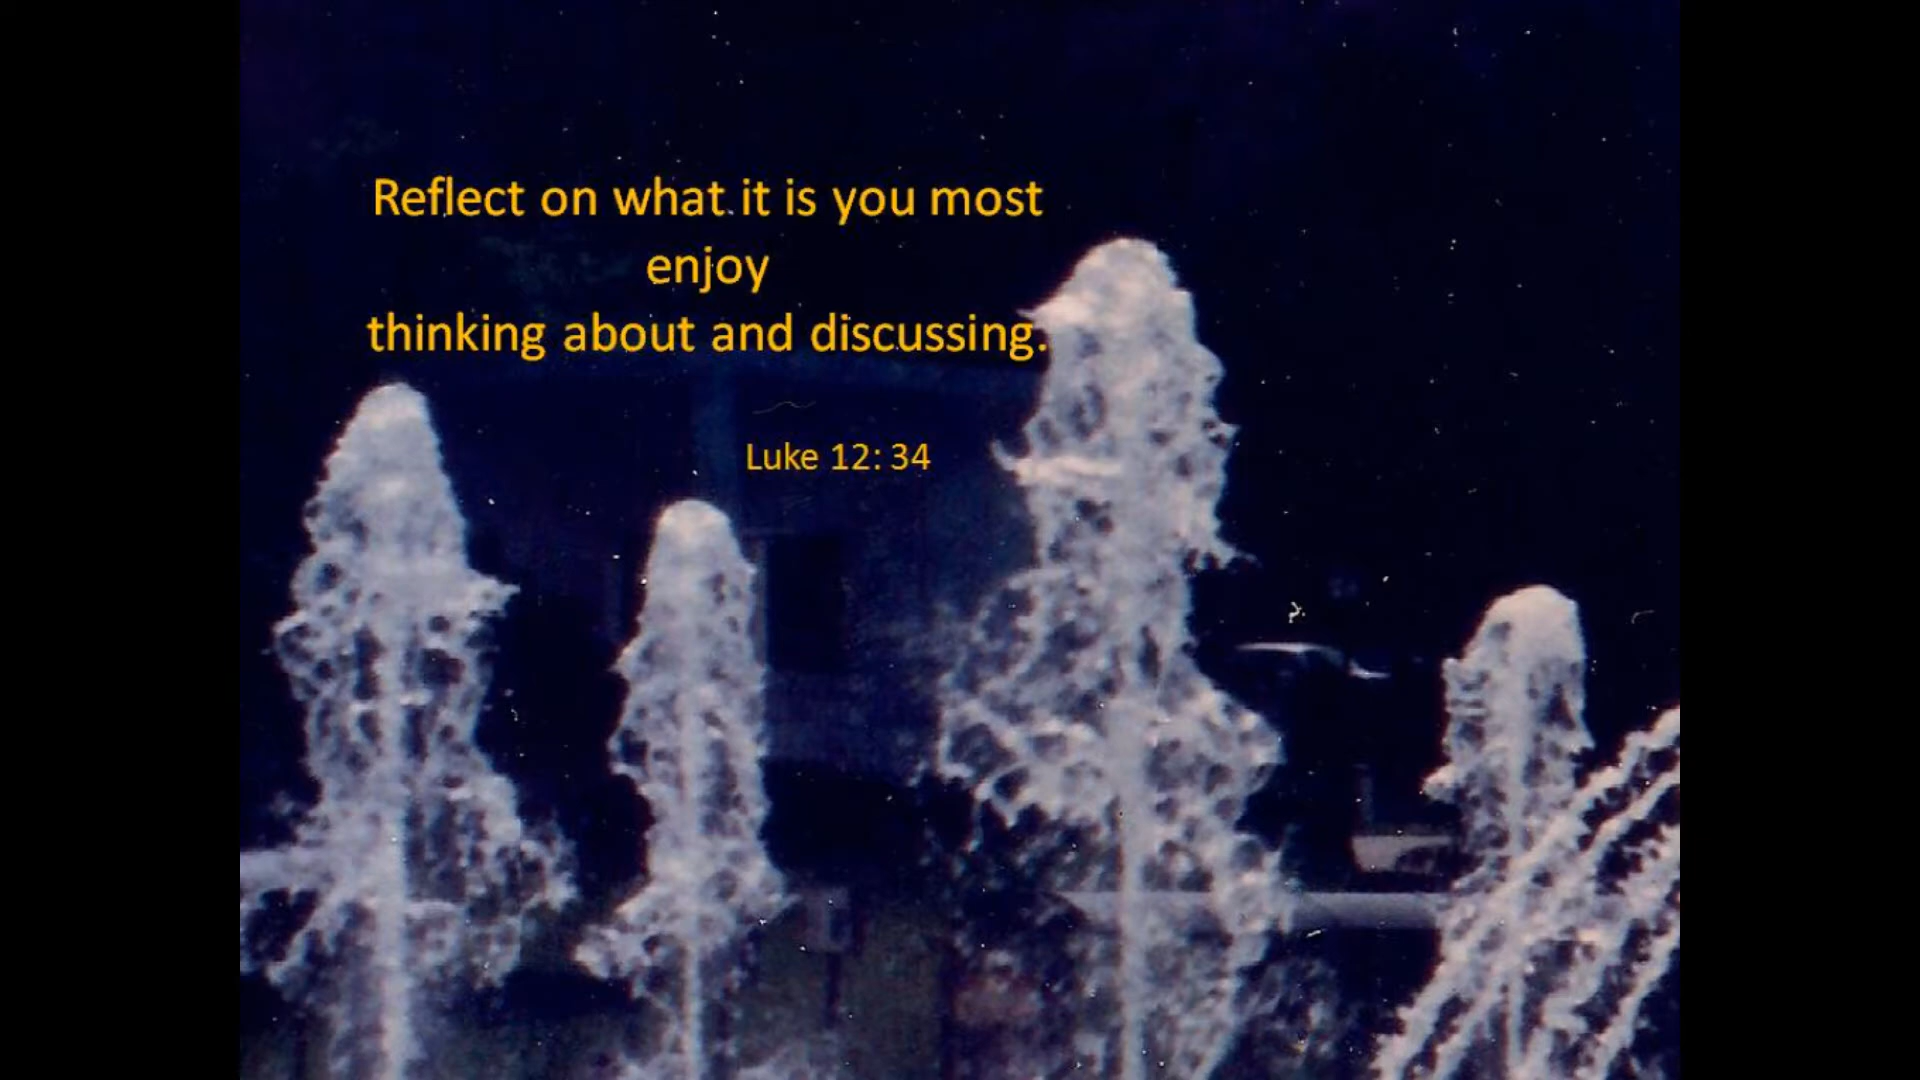 Reflect on what it is you most
enjoy
thinking about and discussing.
Luke 12: 34